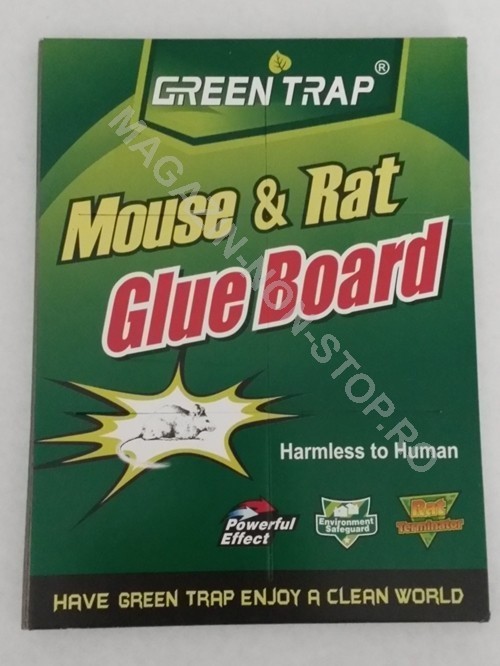 GREEN TRAP ®
Mouse & Rat
Glue Board
Harmless to Human
Powerful
Effect
Environment
Safeguard
Rat
Terminator
HAVE GREEN TRAP ENJOY A CLEAN WORLD
MAGAZIN-NON-STOP.RO